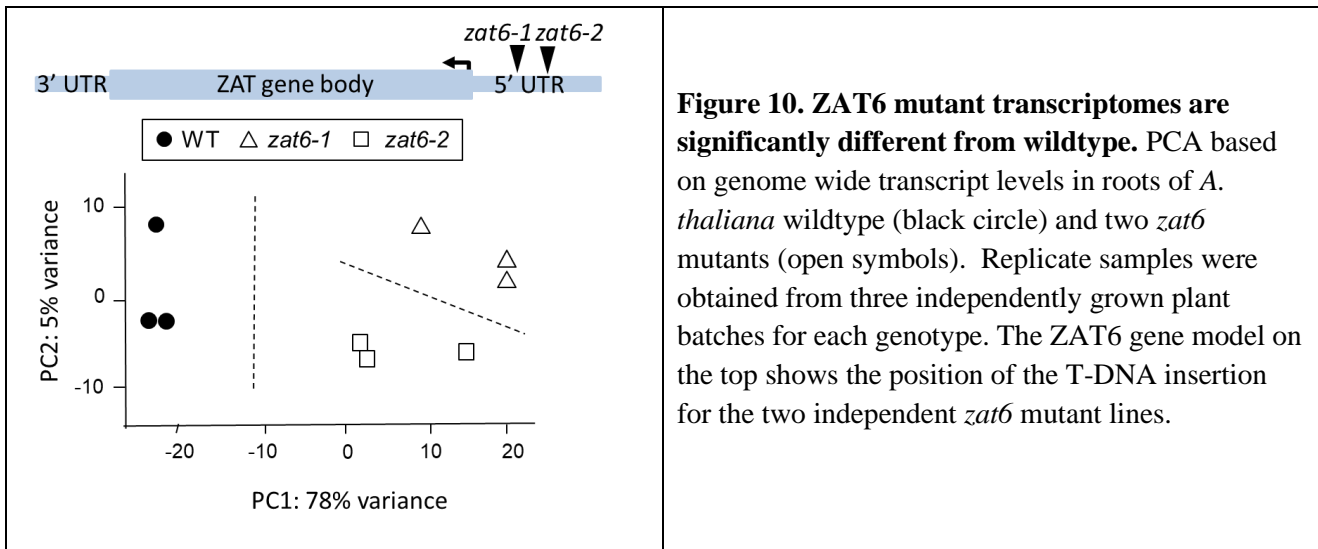 zat6-1 zat6-2
3' UTR ZAT gene body 5' UTR
WT zat6-1 zat6-2
10
0
-10
PC2: 5% variance
-20 -10 0 10 20
PC1: 78% variance
Figure 10. ZAT6 mutant transcriptomes are
significantly different from wildtype. PCA based
on genome wide transcript levels in roots of A.
thaliana wildtype (black circle) and two zat6
mutants (open symbols). Replicate samples were
obtained from three independently grown plant
batches for each genotype. The ZAT6 gene model on
the top shows the position of the T-DNA insertion
for the two independent zat6 mutant lines.